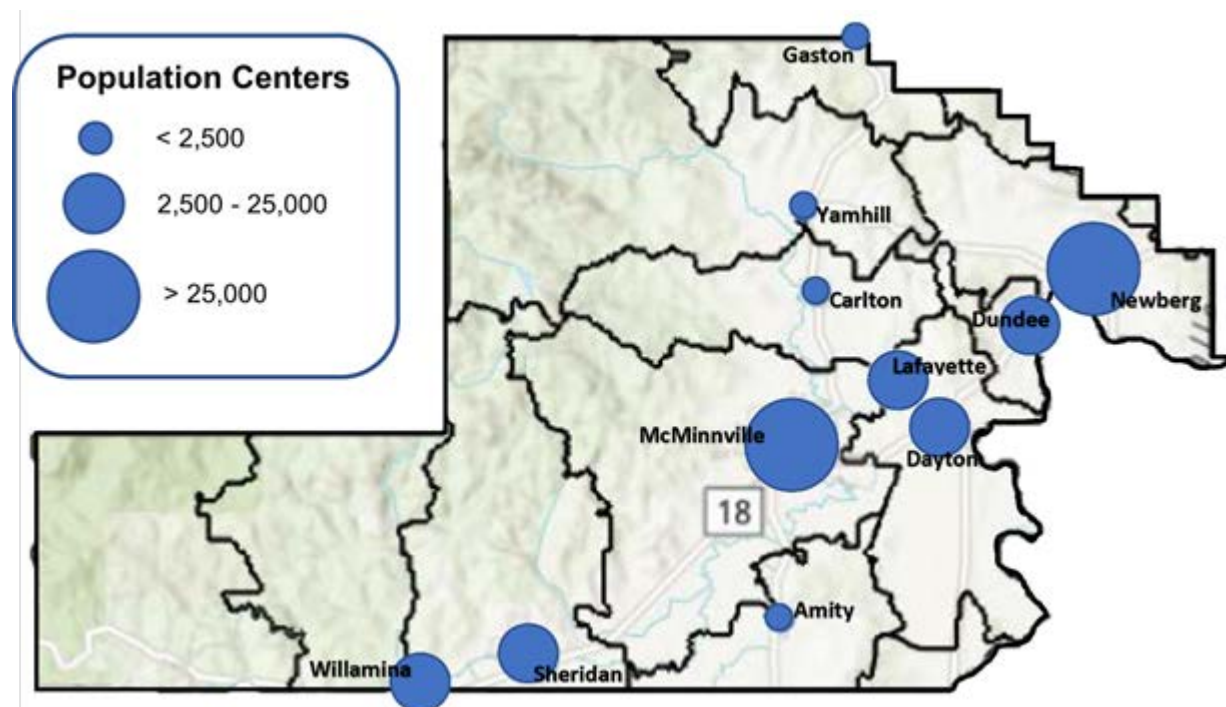 Population Centers
< 2,500
2,500 - 25,000
> 25,000
Gaston
Yamhill
Carlton
Newberg
Dundee
Lafayette
McMinnville
Dayton
18
Amity
Willamina
Sheridan